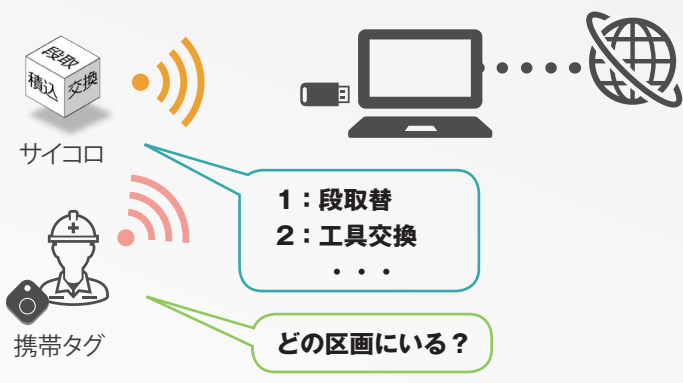 段取
積込
交換
サイコロ
1：段取替
2：工具交換
・・・
携帯タグ
どの区画にいる？